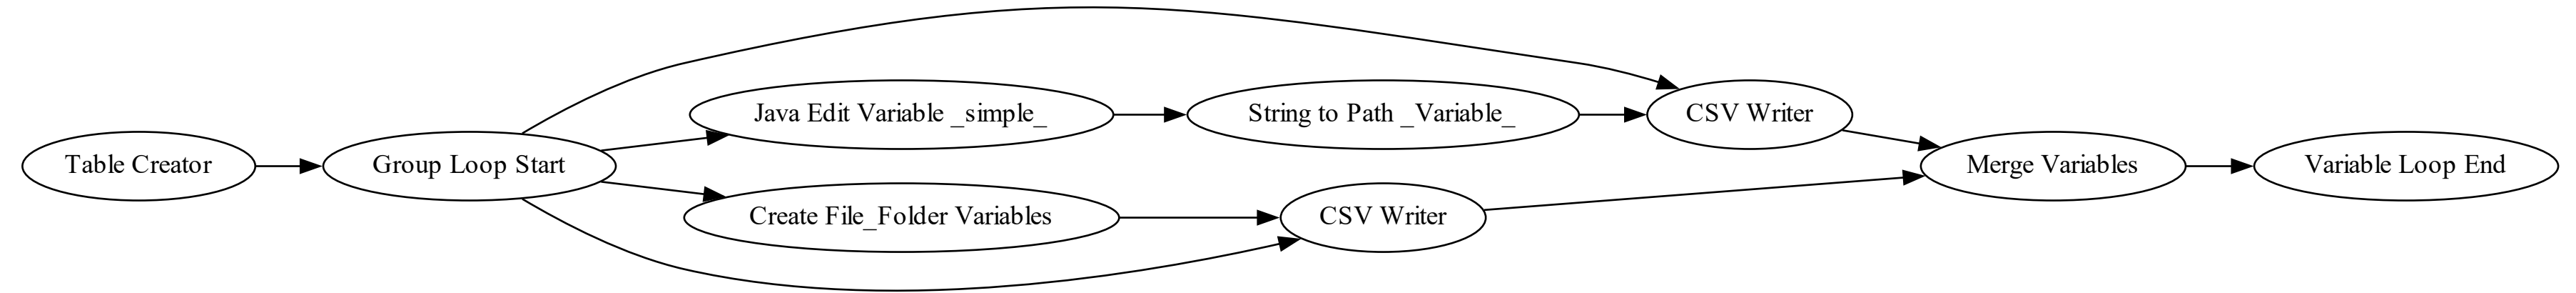 Table Creator
Group Loop Start
Java Edit Variable _simple_
String to Path _Variable_
CSV Writer
Create File_Folder Variables
CSV Writer
Merge Variables
Variable Loop End